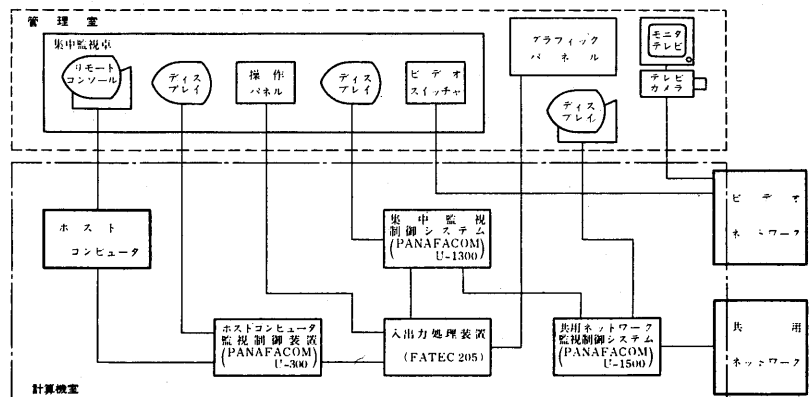 管理室
集中監視卓
リモート
コンソール
ディス
プレイ
操作
パネル
ディス
プレイ
ビデオ
スイッチャ
グラフィック
パネル
モニタ
テレビ
テレビ
カメラ
ディス
プレイ
ホスト
コンピュータ
集中監視
制御システム
(PANAFACOM
U-1300)
ビデオ
ネットワーク
ホストコンピュータ
監視制御装置
(PANAFACOM
U-300)
入出力処理装置
(FATEC 205)
共用ネットワーク
監視制御システム
(PANAFACOM
U-1500)
共用
ネットワーク
計算機室